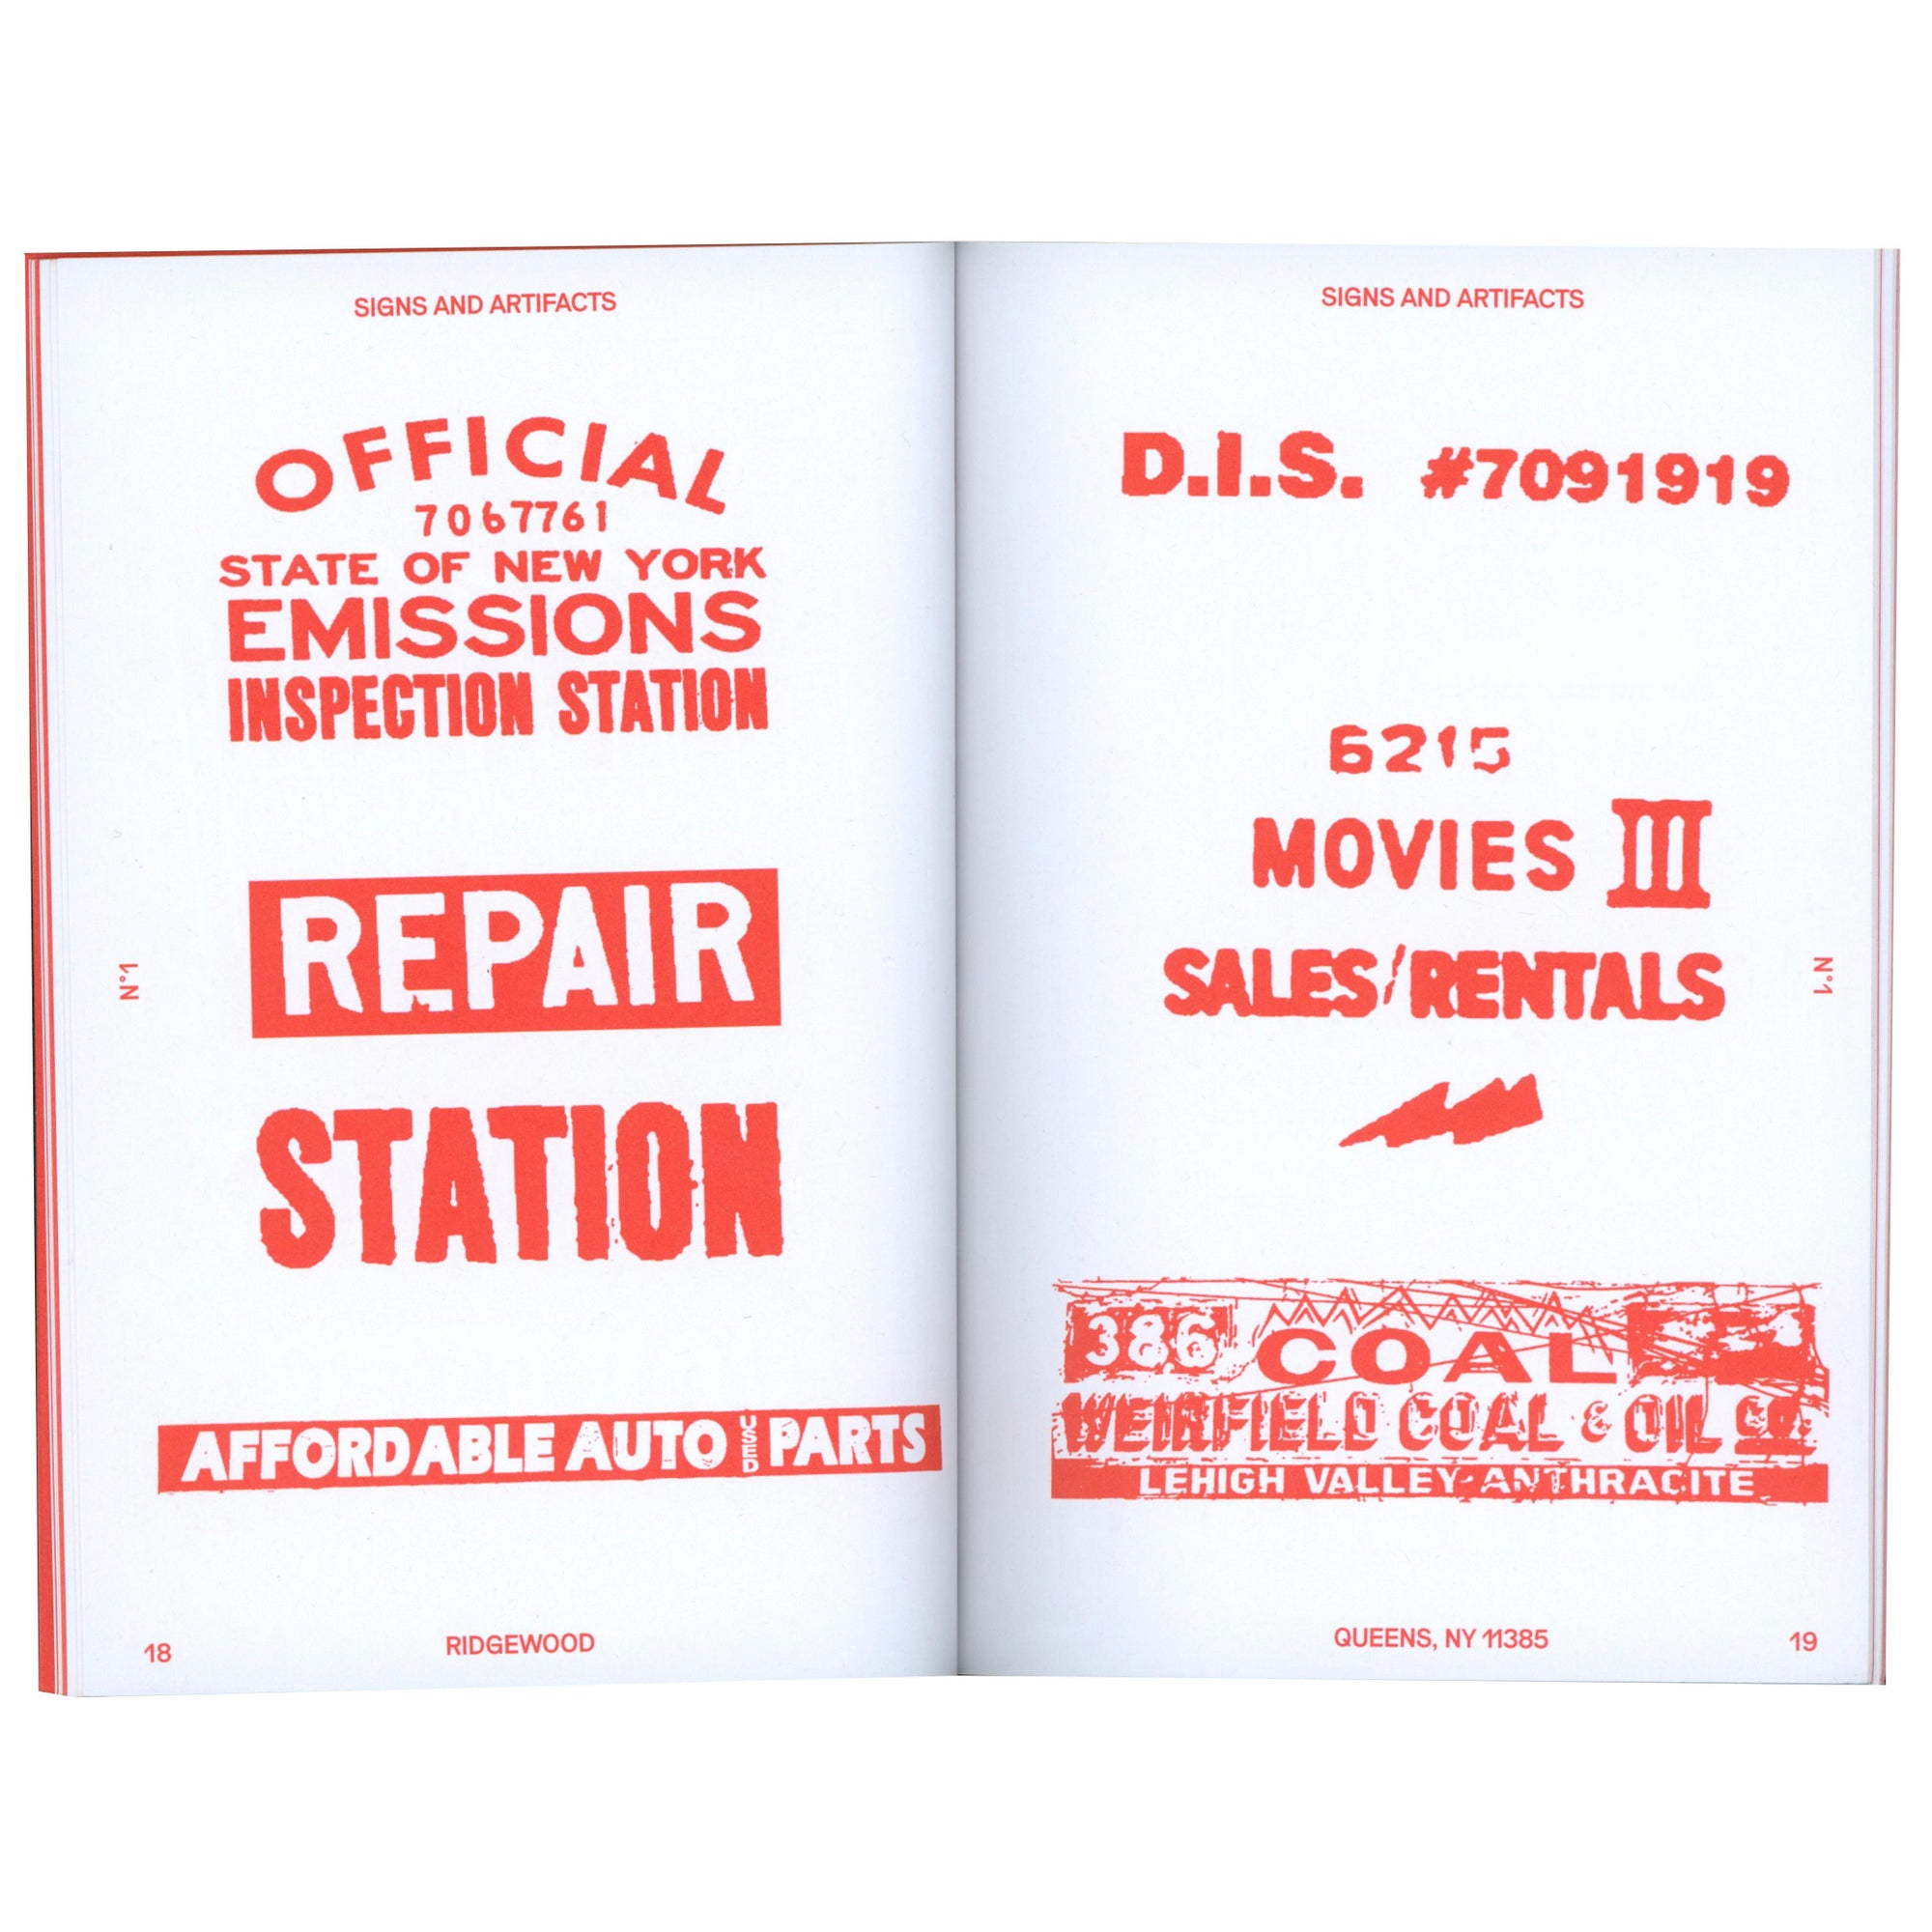 SIGNS AND ARTIFACTS
OFFICIAL
7067761
STATE OF NEW YORK
EMISSIONS
INSPECTION STATION
REPAIR
STATION
AFFORDABLE AUTO USED PARTS
N°1
18
RIDGEWOOD
SIGNS AND ARTIFACTS
D.I.S. #7091919
6215
MOVIES III
SALES/RENTALS
386 COAL
WEIRFIELD COAL & OIL CO.
LEHIGH VALLEY ANTHRACITE
N°1
QUEENS, NY 11385
19